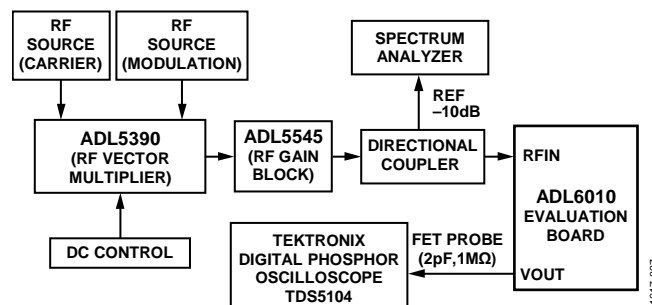 RF
SOURCE
(CARRIER)
RF
SOURCE
(MODULATION)
SPECTRUM
ANALYZER
REF
–10dB
ADL5390
(RF VECTOR
MULTIPLIER)
ADL5545
(RF GAIN
BLOCK)
DIRECTIONAL
COUPLER
RFIN
ADL6010
EVALUATION
BOARD
VOUT
DC CONTROL
TEKTRONIX
DIGITAL PHOSPHOR
OSCILLOSCOPE
TDS5104
FET PROBE
(2pF,1MΩ)